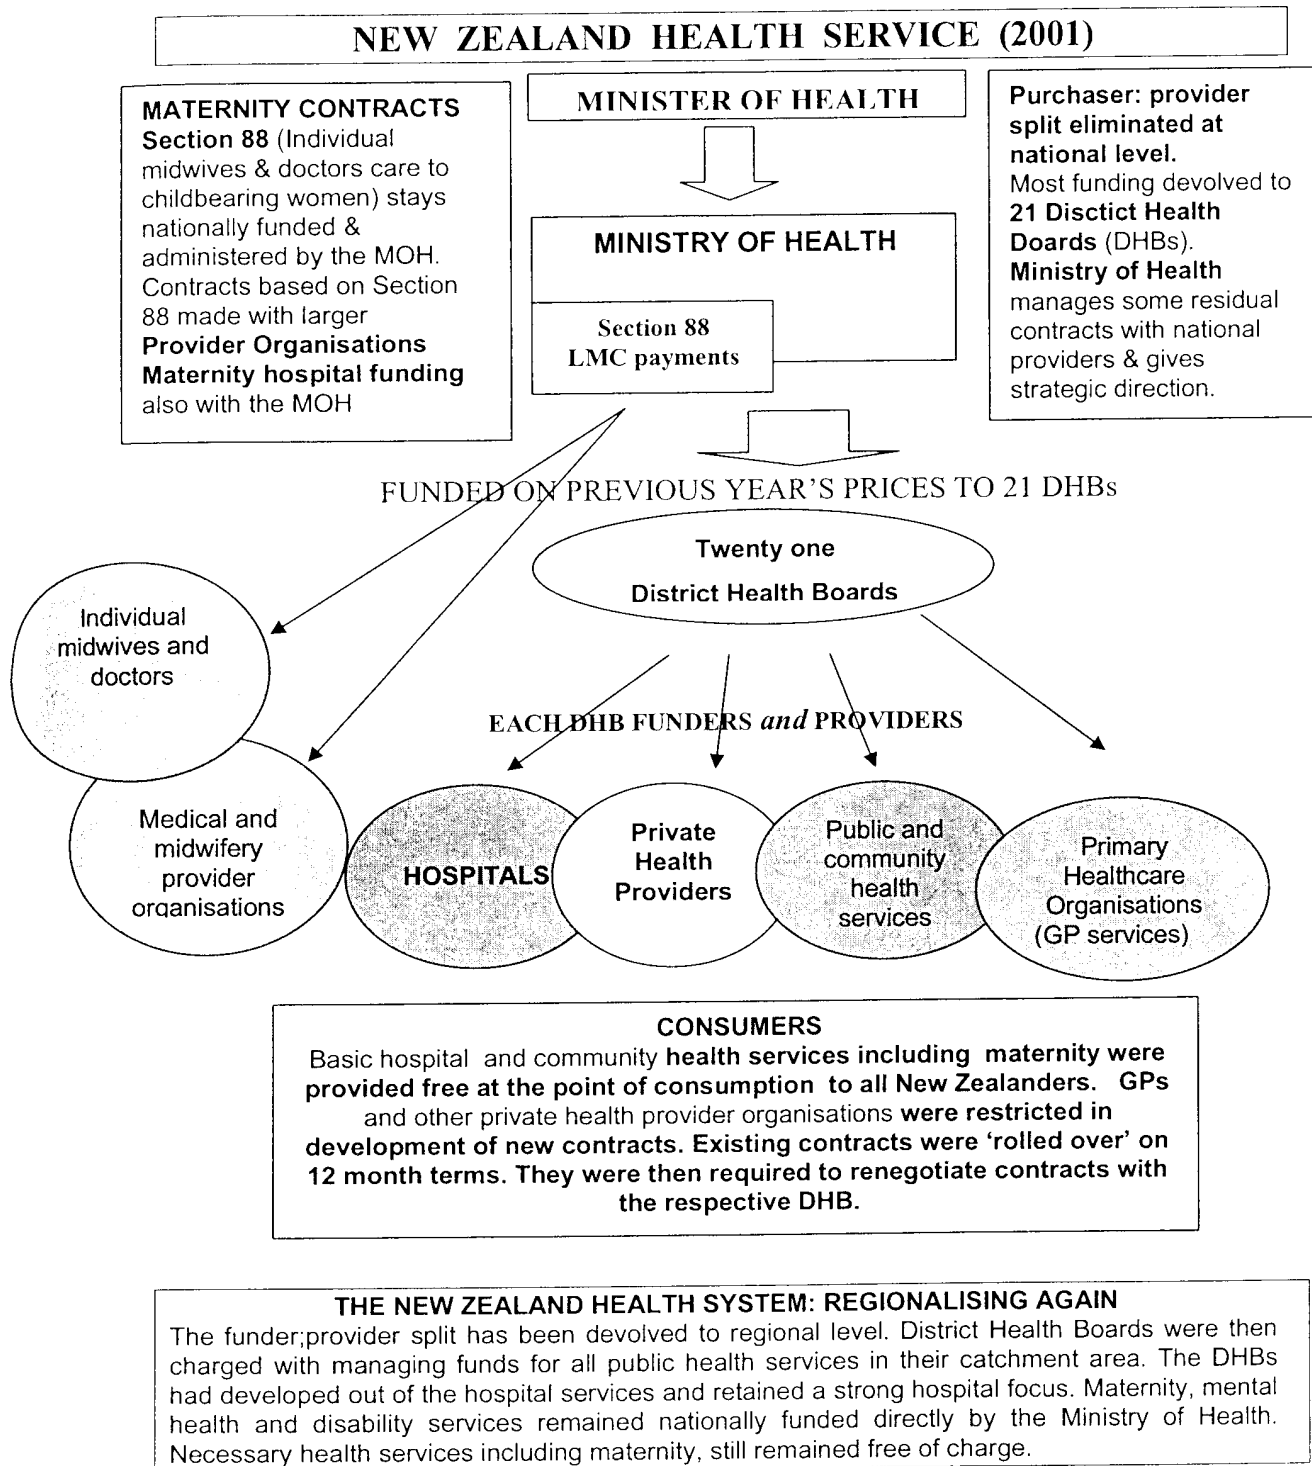 NEW ZEALAND HEALTH SERVICE (2001)
MATERNITY CONTRACTS
Section 88 (Individual
midwives & doctors care to
childbearing women) stays
nationally funded &
administered by the MOH.
Contracts based on Section
88 made with larger
Provider Organisations
Maternity hospital funding
also with the MOH
MINISTER OF HEALTH
MINISTRY OF HEALTH
Section 88
LMC payments
Purchaser: provider
split eliminated at
national level.
Most funding devolved to
21 Disctict Health
Doards (DHBs).
Ministry of Health
manages some residual
contracts with national
providers & gives
strategic direction.
FUNDED ON PREVIOUS YEAR'S PRICES TO 21 DHBs
Twenty one
District Health Boards
Individual
midwives and
doctors
EACH DHB FUNDERS and PROVIDERS
Medical and
midwifery
provider
organisations
HOSPITALS
Private
Health
Providers
Public and
community
health
services
Primary
Healthcare
Organisations
(GP services)
CONSUMERS
Basic hospital and community health services including maternity were
provided free at the point of consumption to all New Zealanders. GPs
and other private health provider organisations were restricted in
development of new contracts. Existing contracts were 'rolled over' on
12 month terms. They were then required to renegotiate contracts with
the respective DHB.
THE NEW ZEALAND HEALTH SYSTEM: REGIONALISING AGAIN
The funder;provider split has been devolved to regional level. District Health Boards were then
charged with managing funds for all public health services in their catchment area. The DHBs
had developed out of the hospital services and retained a strong hospital focus. Maternity, mental
health and disability services remained nationally funded directly by the Ministry of Health.
Necessary health services including maternity, still remained free of charge.